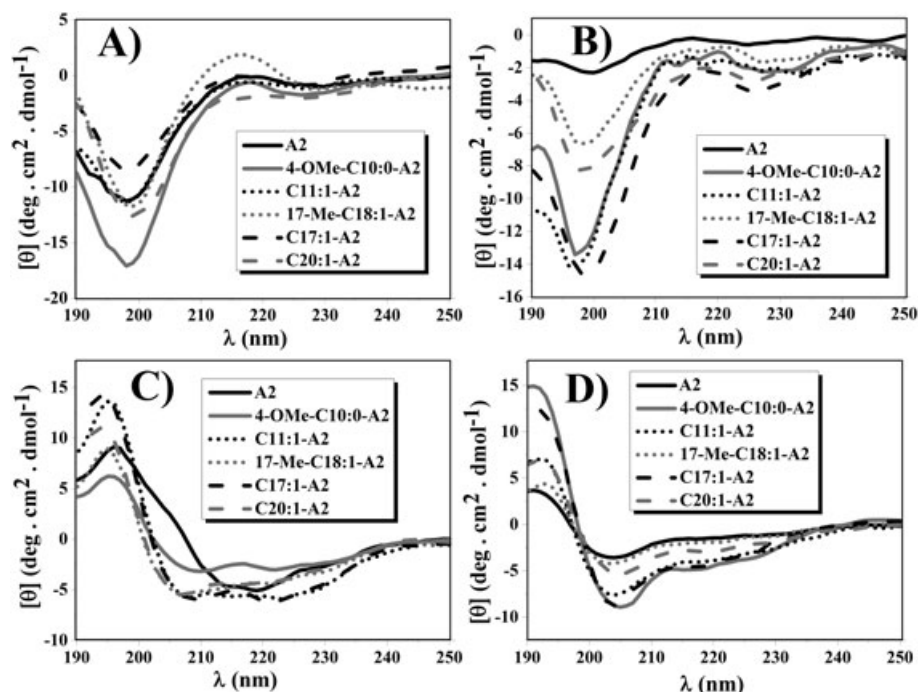 A)
[θ] (deg . cm² . dmol⁻¹)
5
0
-5
-10
-15
-20
A2
4-OMe-C10:0-A2
C11:1-A2
17-Me-C18:1-A2
C17:1-A2
C20:1-A2
190 200 210 220 230 240 250
λ (nm)
B)
[θ] (deg . cm² . dmol⁻¹)
0
-2
-4
-6
-8
-10
-12
-14
-16
A2
4-OMe-C10:0-A2
C11:1-A2
17-Me-C18:1-A2
C17:1-A2
C20:1-A2
190 200 210 220 230 240 250
λ (nm)
C)
[θ] (deg . cm² . dmol⁻¹)
15
10
5
0
-5
-10
A2
4-OMe-C10:0-A2
C11:1-A2
17-Me-C18:1-A2
C17:1-A2
C20:1-A2
190 200 210 220 230 240 250
λ (nm)
D)
[θ] (deg . cm² . dmol⁻¹)
15
10
5
0
-5
-10
A2
4-OMe-C10:0-A2
C11:1-A2
17-Me-C18:1-A2
C17:1-A2
C20:1-A2
190 200 210 220 230 240 250
λ (nm)